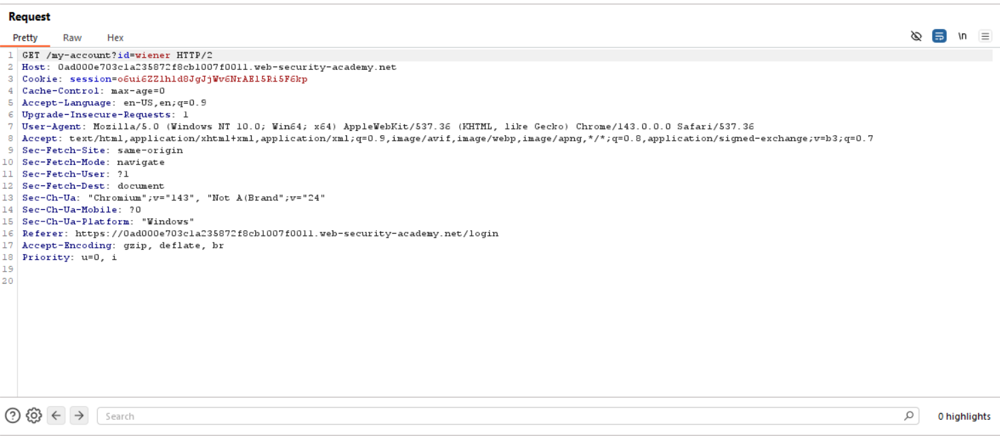 Request
Pretty Raw Hex
\n
1 GET /my-account?id=wiener HTTP/2
2 Host: 0ad000e703c1a235872f8cb1007f0011.web-security-academy.net
3 Cookie: session=o6ui6ZZlhld8JgJjWv6NrAEl5Ri5F6kp
4 Cache-Control: max-age=0
5 Accept-Language: en-US,en;q=0.9
6 Upgrade-Insecure-Requests: 1
7 User-Agent: Mozilla/5.0 (Windows NT 10.0; Win64; x64) AppleWebKit/537.36 (KHTML, like Gecko) Chrome/143.0.0.0 Safari/537.36
8 Accept: text/html,application/xhtml+xml,application/xml;q=0.9,image/avif,image/webp,image/apng,*/*;q=0.8,application/signed-exchange;v=b3;q=0.7
9 Sec-Fetch-Site: same-origin
10 Sec-Fetch-Mode: navigate
11 Sec-Fetch-User: ?1
12 Sec-Fetch-Dest: document
13 Sec-Ch-Ua: "Chromium";v="143", "Not A(Brand";v="24"
14 Sec-Ch-Ua-Mobile: ?0
15 Sec-Ch-Ua-Platform: "Windows"
16 Referer: https://0ad000e703c1a235872f8cb1007f0011.web-security-academy.net/login
17 Accept-Encoding: gzip, deflate, br
18 Priority: u=0, i
19
20
Search
0 highlights